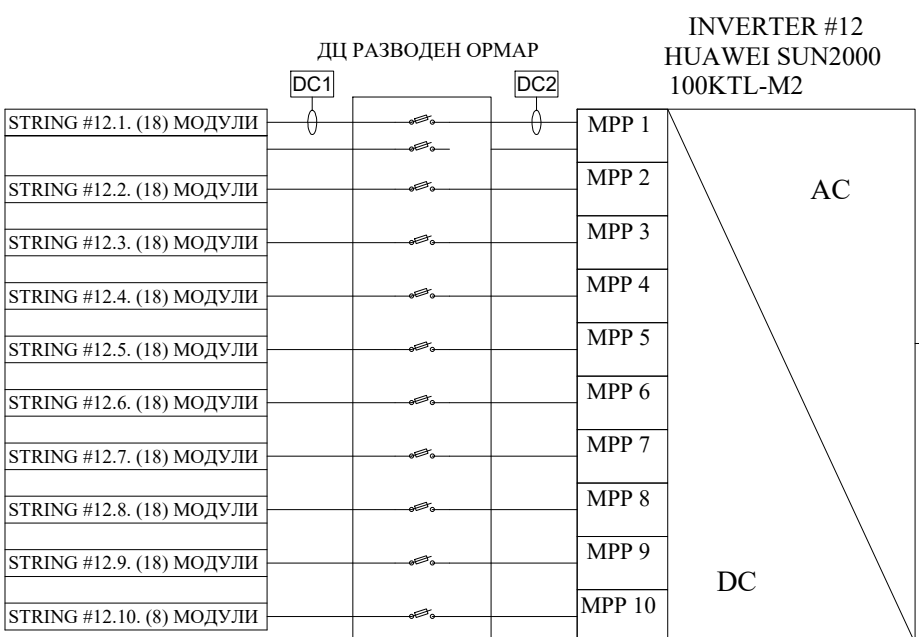 INVERTER #12
HUAWEI SUN2000
100KTL-M2
ДЦ РАЗВОДЕН ОРМАР
DC1
DC2
STRING #12.1. (18) МОДУЛИ
MPP 1
STRING #12.2. (18) МОДУЛИ
MPP 2
AC
STRING #12.3. (18) МОДУЛИ
MPP 3
STRING #12.4. (18) МОДУЛИ
MPP 4
STRING #12.5. (18) МОДУЛИ
MPP 5
STRING #12.6. (18) МОДУЛИ
MPP 6
STRING #12.7. (18) МОДУЛИ
MPP 7
STRING #12.8. (18) МОДУЛИ
MPP 8
STRING #12.9. (18) МОДУЛИ
MPP 9
DC
STRING #12.10. (8) МОДУЛИ
MPP 10